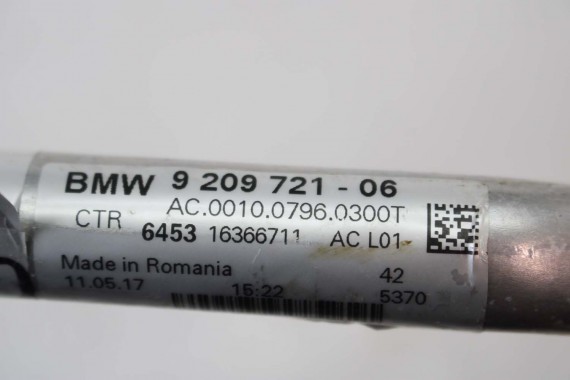 BMW 9 209 721 - 06
AC.0010.0796.0300T
CTR 6453 16366711 AC L01
Made in Romania 42
11.05.17 15:22 5370